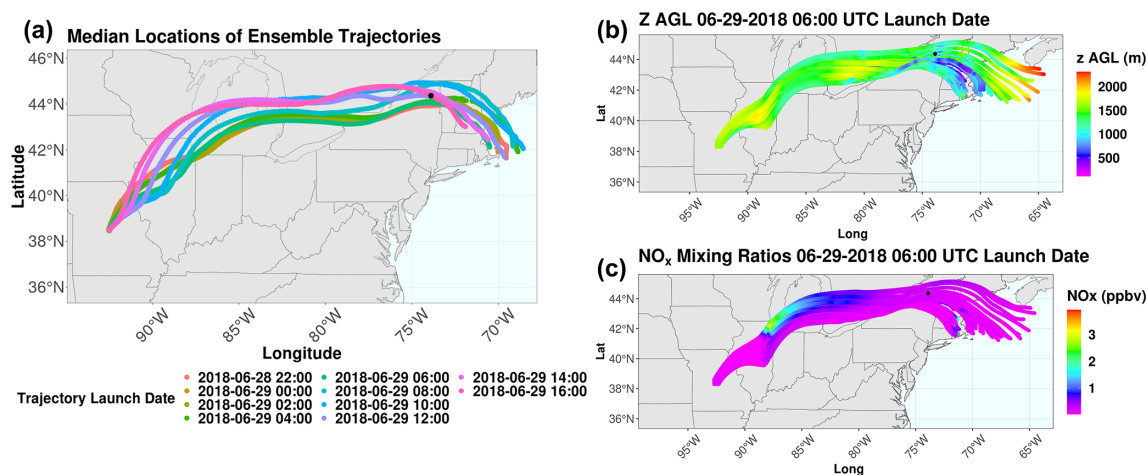 (a) Median Locations of Ensemble Trajectories
46°N
44°N
42°N
40°N
38°N
36°N
Latitude
90°W 85°W 80°W 75°W 70°W
Longitude
Trajectory Launch Date
2018-06-28 22:00 2018-06-29 06:00 2018-06-29 14:00
2018-06-29 00:00 2018-06-29 08:00 2018-06-29 16:00
2018-06-29 02:00 2018-06-29 10:00
2018-06-29 04:00 2018-06-29 12:00
(b) Z AGL 06-29-2018 06:00 UTC Launch Date
44°N
42°N
40°N
38°N
36°N
Lat
95°W 90°W 85°W 80°W 75°W 70°W 65°W
Long
z AGL (m)
2000
1500
1000
500
(c) NOx Mixing Ratios 06-29-2018 06:00 UTC Launch Date
44°N
42°N
40°N
38°N
36°N
Lat
95°W 90°W 85°W 80°W 75°W 70°W 65°W
Long
NOx (ppbv)
3
2
1